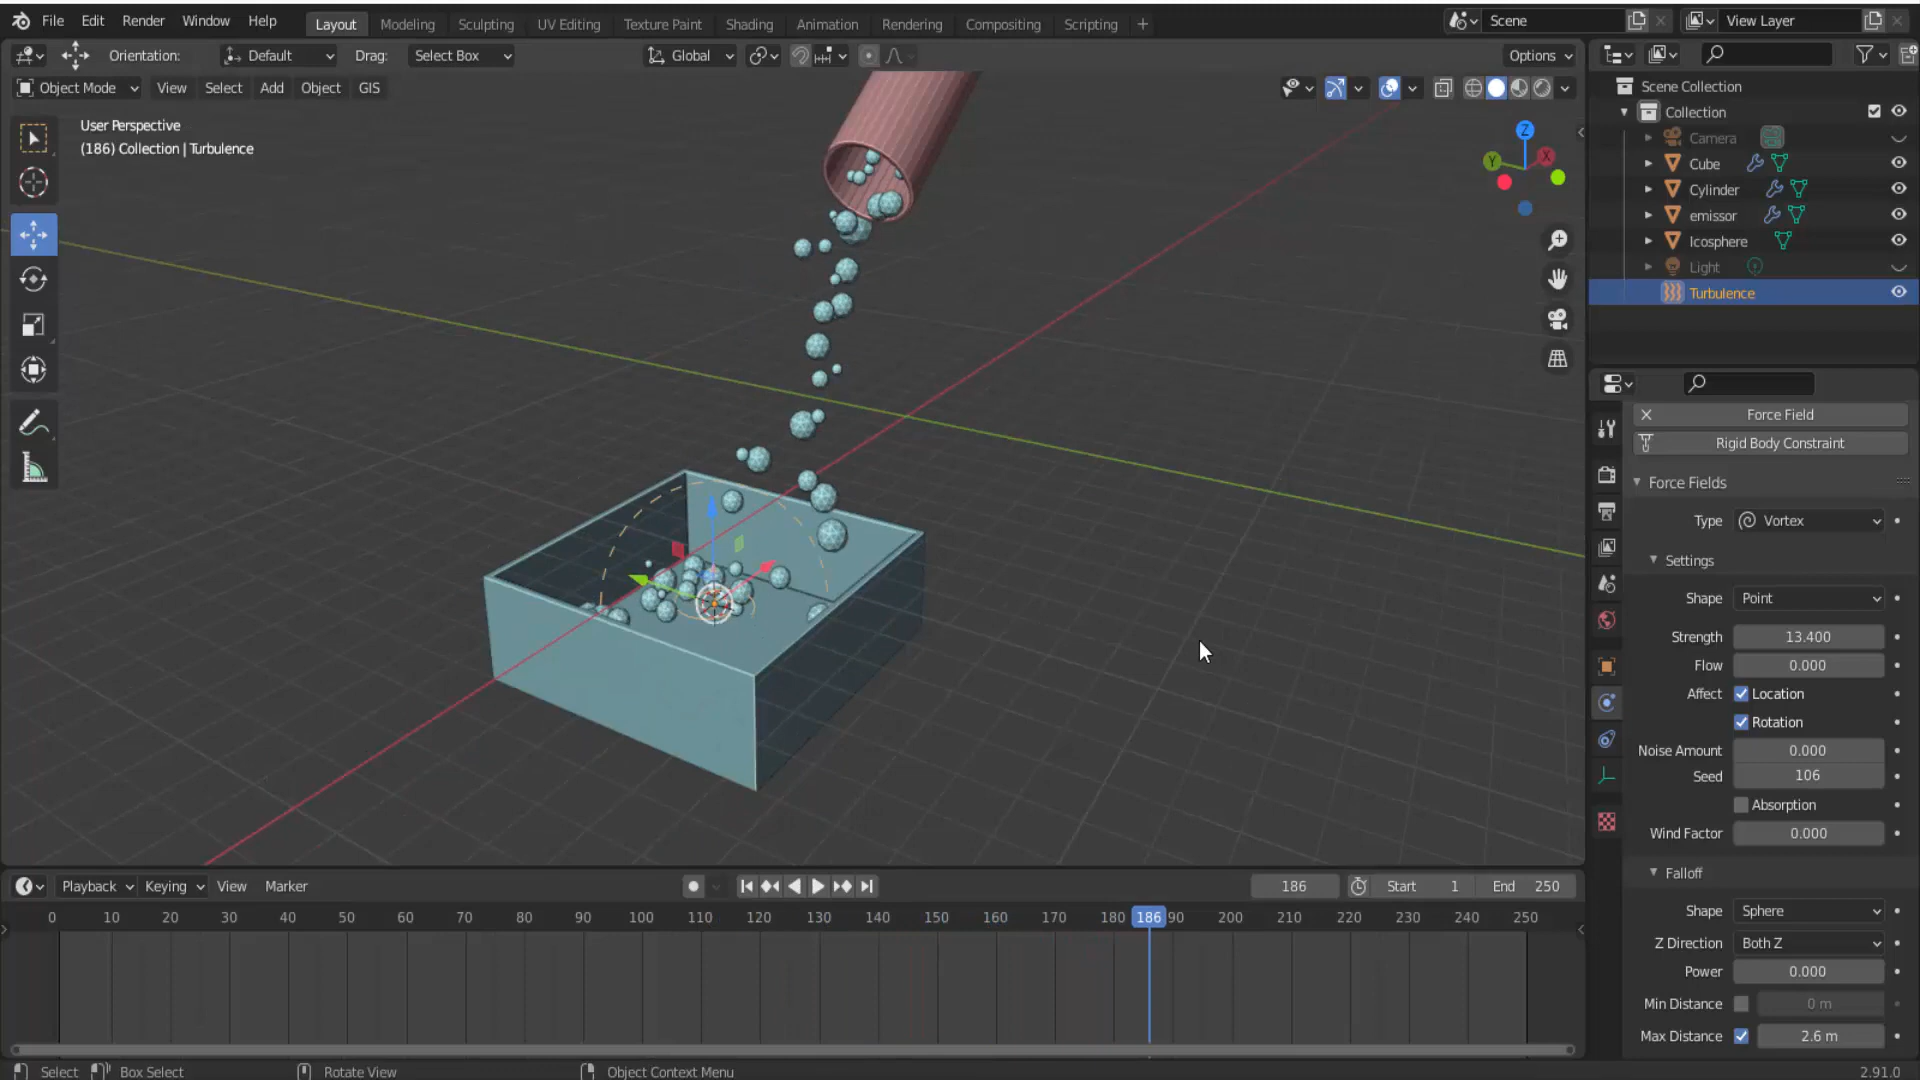 File Edit Render Window Help Layout Modeling Sculpting UV Editing Texture Paint Shading Animation Rendering Compositing Scripting + Scene View Layer
Orientation: Default Drag: Select Box Global Options
Object Mode View Select Add Object GIS
User Perspective
(186) Collection | Turbulence
Z
Y
X
Scene Collection
Collection
Camera
Cube
Cylinder
emissor
Icosphere
Light
Turbulence
Force Field
Rigid Body Constraint
Force Fields
Type Vortex
Settings
Shape Point
Strength 13.400
Flow 0.000
Affect Location
Rotation
Noise Amount 0.000
Seed 106
Absorption
Wind Factor 0.000
Falloff
Shape Sphere
Z Direction Both Z
Power 0.000
Min Distance 0 m
Max Distance 2.6 m
Playback Keying View Marker 186 Start 1 End 250
0 10 20 30 40 50 60 70 80 90 100 110 120 130 140 150 160 170 180 186 90 200 210 220 230 240 250
Select Box Select Rotate View Object Context Menu 2.91.0